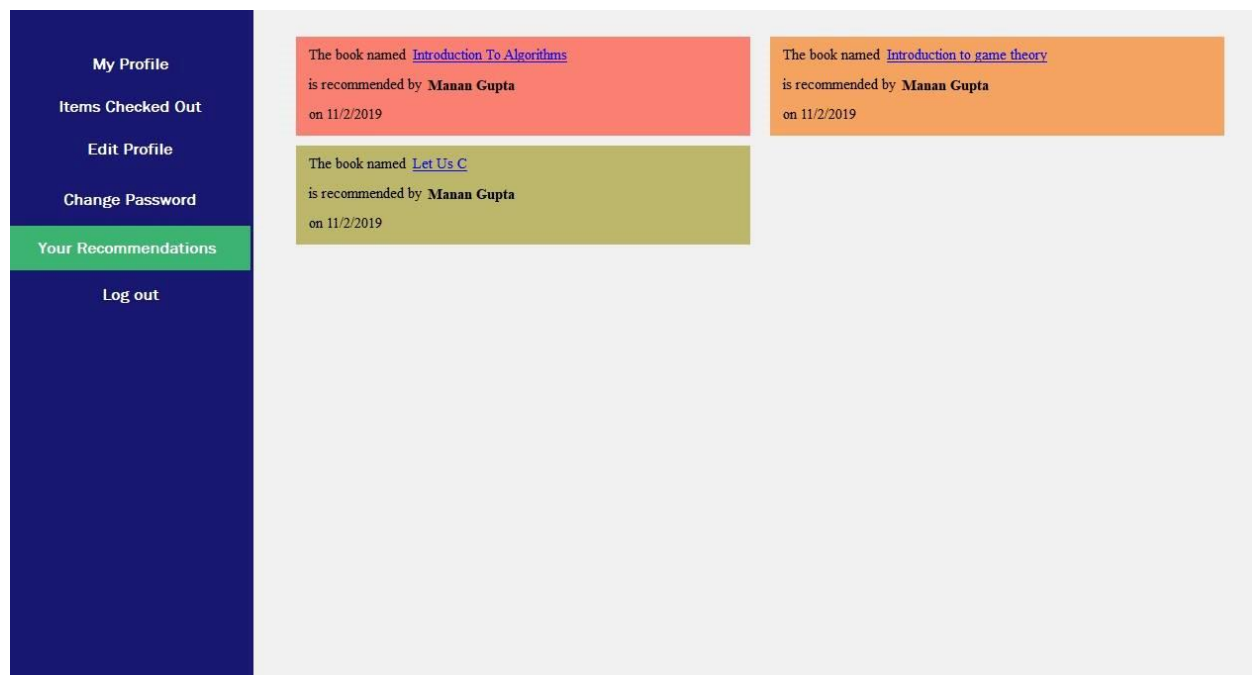 My Profile
Items Checked Out
Edit Profile
Change Password
Your Recommendations
Log out
The book named Introduction To Algorithms
is recommended by Manan Gupta
on 11/2/2019
The book named Introduction to game theory
is recommended by Manan Gupta
on 11/2/2019
The book named Let Us C
is recommended by Manan Gupta
on 11/2/2019